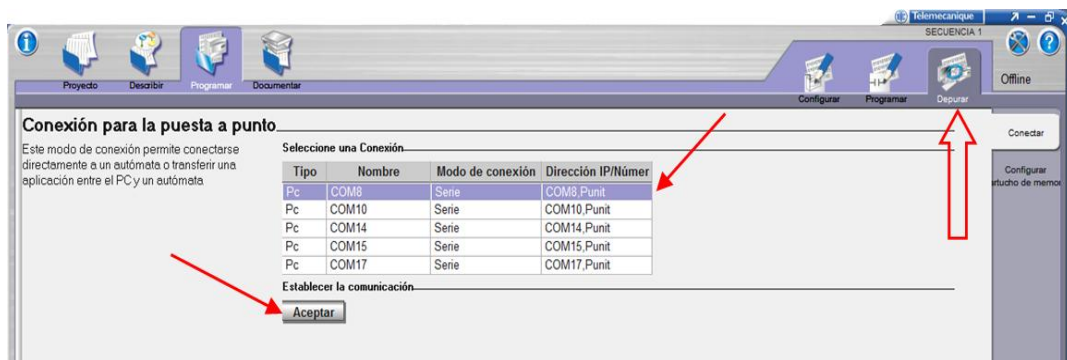 Telemecanique
SECUENCIA 1
Proyecto
Describir
Programar
Documentar
Configurar
Programar
Depurar
Offline
Conexión para la puesta a punto
Este modo de conexión permite conectarse
directamente a un autómata o transferir una
aplicación entre el PC y un autómata
Seleccione una Conexión
Tipo Nombre Modo de conexión Dirección IP/Númer
Pc COM8 Serie COM8,Punit
Pc COM10 Serie COM10,Punit
Pc COM14 Serie COM14,Punit
Pc COM15 Serie COM15,Punit
Pc COM17 Serie COM17,Punit
Establecer la comunicación
Aceptar
Conectar
Configurar
rtucho de memor